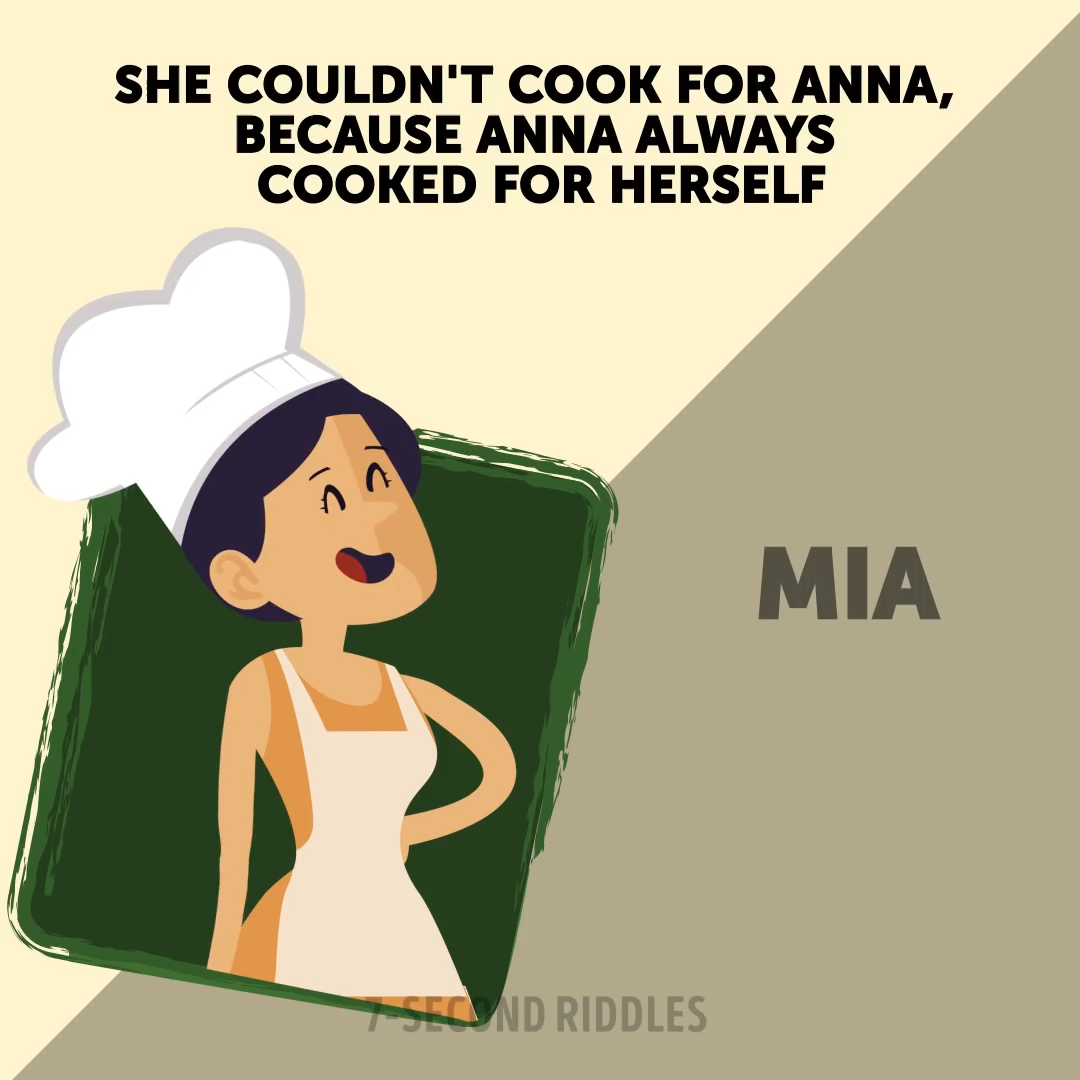 SHE COULDN'T COOK FOR ANNA,
BECAUSE ANNA ALWAYS
COOKED FOR HERSELF
MIA
7-SECOND RIDDLES